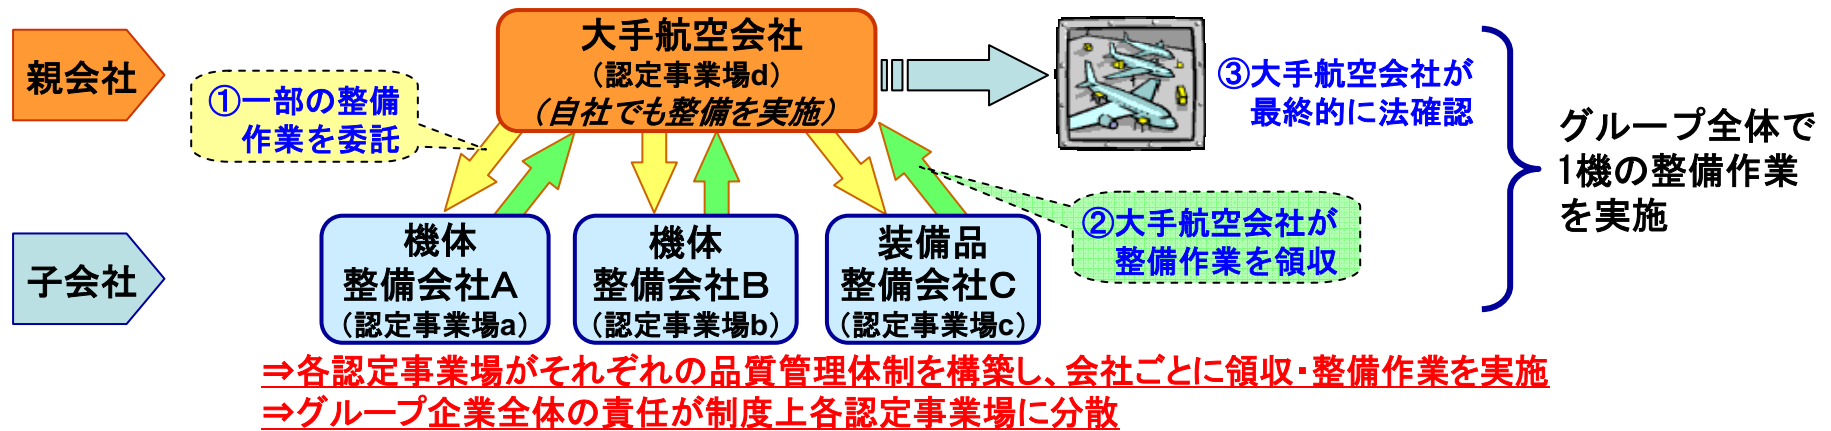 親会社
大手航空会社
（認定事業場d）
（自社でも整備を実施）
①一部の整備
作業を委託
③大手航空会社が
最終的に法確認
グループ全体で
1機の整備作業
を実施
②大手航空会社が
整備作業を領収
子会社
機体
整備会社Ａ
（認定事業場a）
機体
整備会社Ｂ
（認定事業場b）
装備品
整備会社Ｃ
（認定事業場c）
⇒各認定事業場がそれぞれの品質管理体制を構築し、会社ごとに領収・整備作業を実施
⇒グループ企業全体の責任が制度上各認定事業場に分散